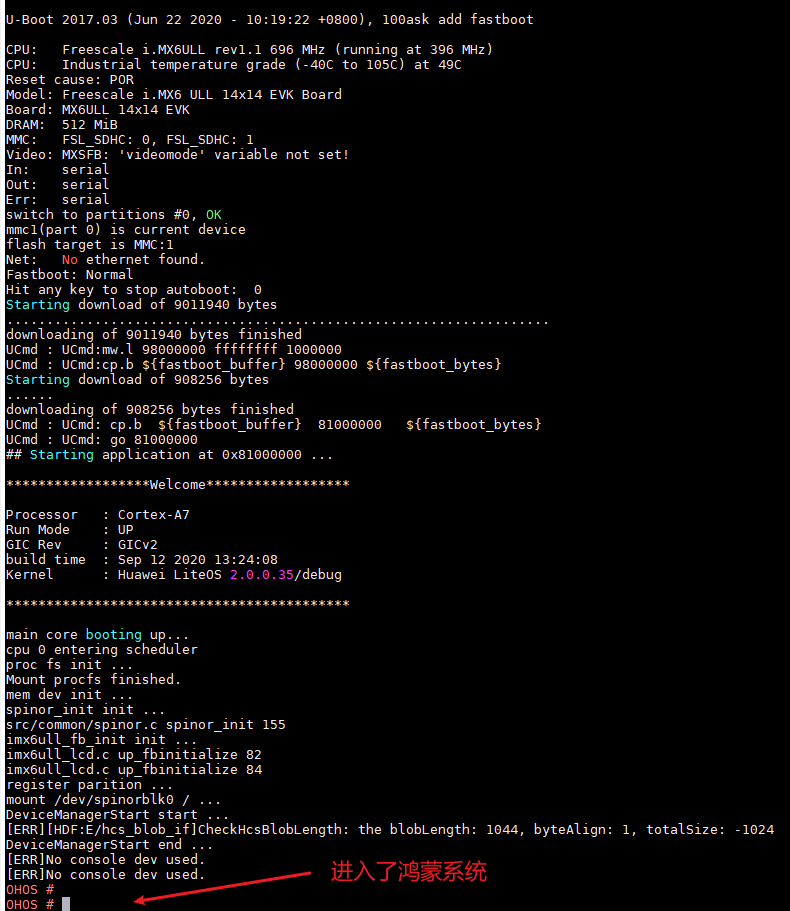 U-Boot 2017.03 (Jun 22 2020 - 10:19:22 +0800), 100ask add fastboot
CPU:   Freescale i.MX6ULL rev1.1 696 MHz (running at 396 MHz)
CPU:   Industrial temperature grade (-40C to 105C) at 49C
Reset cause: POR
Model: Freescale i.MX6 ULL 14x14 EVK Board
Board: MX6ULL 14x14 EVK
DRAM:  512 MiB
MMC:   FSL_SDHC: 0, FSL_SDHC: 1
Video: MXSFB: 'videomode' variable not set!
In:    serial
Out:   serial
Err:   serial
switch to partitions #0, OK
mmc1(part 0) is current device
flash target is MMC:1
Net:   No ethernet found.
Fastboot: Normal
Hit any key to stop autoboot:  0
Starting download of 9011940 bytes
....................................................................
downloading of 9011940 bytes finished
UCmd : UCmd:mw.l 98000000 ffffffff 1000000
UCmd : UCmd:cp.b ${fastboot_buffer} 98000000 ${fastboot_bytes}
Starting download of 908256 bytes
......
downloading of 908256 bytes finished
UCmd : UCmd: cp.b  ${fastboot_buffer}  81000000   ${fastboot_bytes}
UCmd : UCmd: go 81000000
## Starting application at 0x81000000 ...
******************Welcome******************
Processor   : Cortex-A7
Run Mode    : UP
GIC Rev     : GICv2
build time  : Sep 12 2020 13:24:08
Kernel      : Huawei LiteOS 2.0.0.35/debug
*******************************************
main core booting up...
cpu 0 entering scheduler
proc fs init ...
Mount procfs finished.
mem dev init ...
spinor_init init ...
src/common/spinor.c spinor_init 155
imx6ull_fb_init init ...
imx6ull_lcd.c up_fbinitialize 82
imx6ull_lcd.c up_fbinitialize 84
register parition ...
mount /dev/spinorblk0 / ...
DeviceManagerStart start ...
[ERR][HDF:E/hcs_blob_if]CheckHcsBlobLength: the blobLength: 1044, byteAlign: 1, totalSize: -1024
DeviceManagerStart end ...
[ERR]No console dev used.
[ERR]No console dev used.
进入了鸿蒙系统
OHOS #
OHOS #